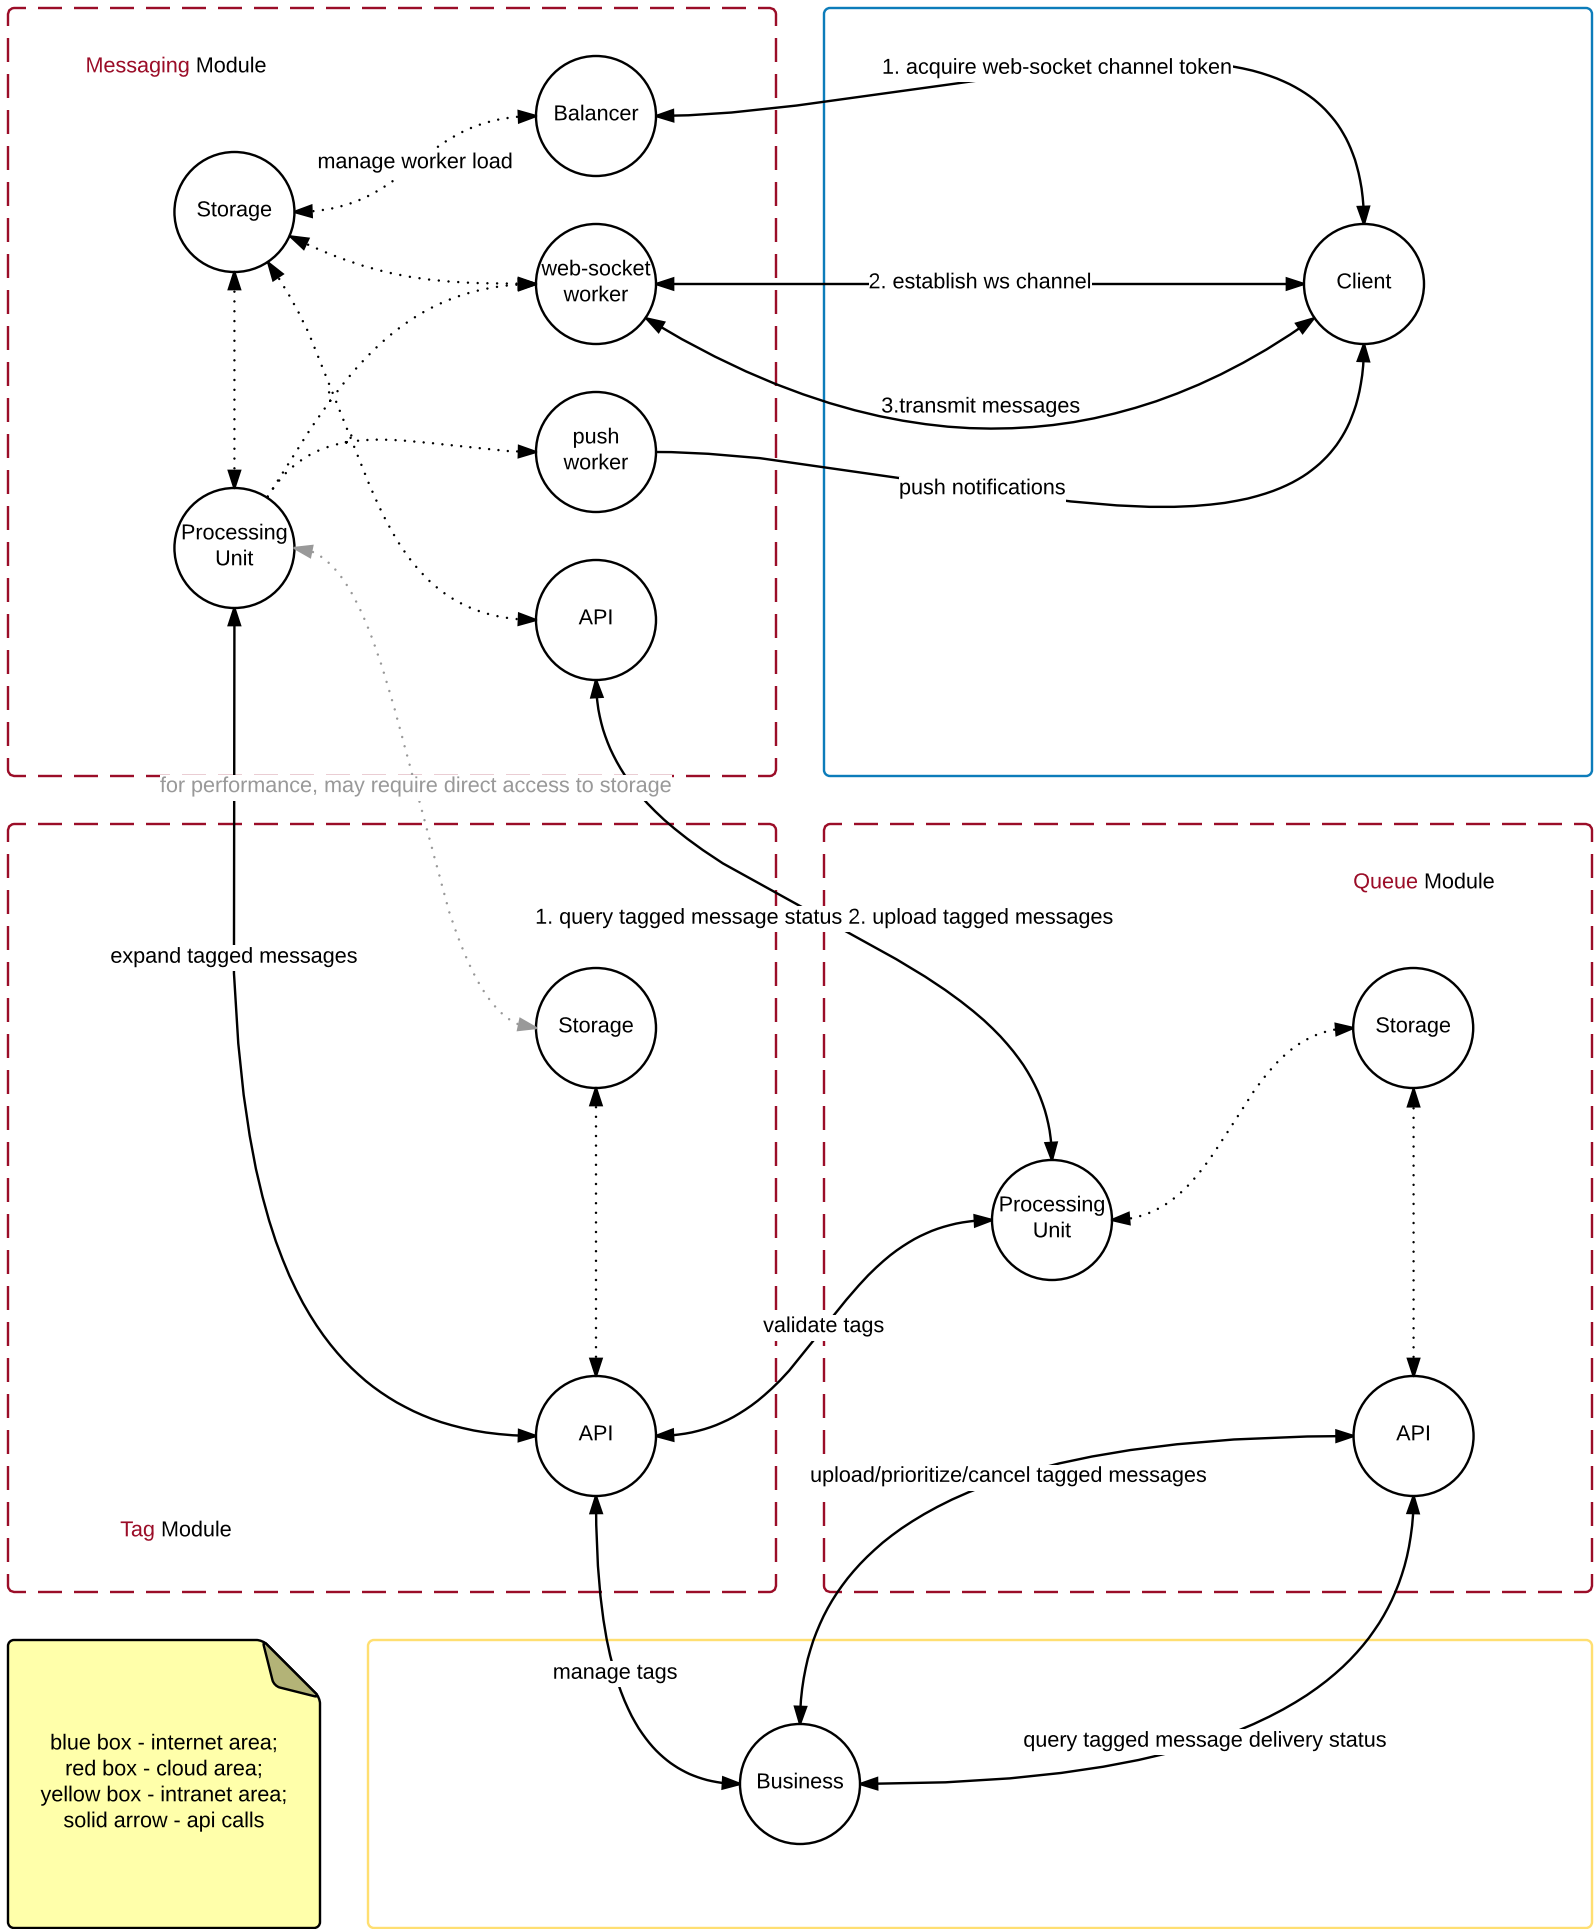 Messaging Module
Balancer
1. acquire web-socket channel token
manage worker load
Storage
web-socket
worker
2. establish ws channel
Client
3.transmit messages
push
worker
push notifications
Processing
Unit
API
for performance, may require direct access to storage
Queue Module
1. query tagged message status 2. upload tagged messages
expand tagged messages
Storage
Storage
Processing
Unit
validate tags
API
API
upload/prioritize/cancel tagged messages
Tag Module
manage tags
query tagged message delivery status
Business
blue box - internet area;
red box - cloud area;
yellow box - intranet area;
solid arrow - api calls